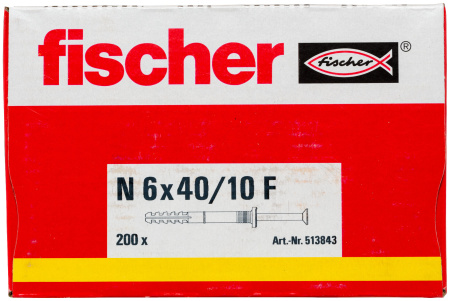 fischer
fischer ®
N 6x40/10 F
200 x Art.-Nr. 513843